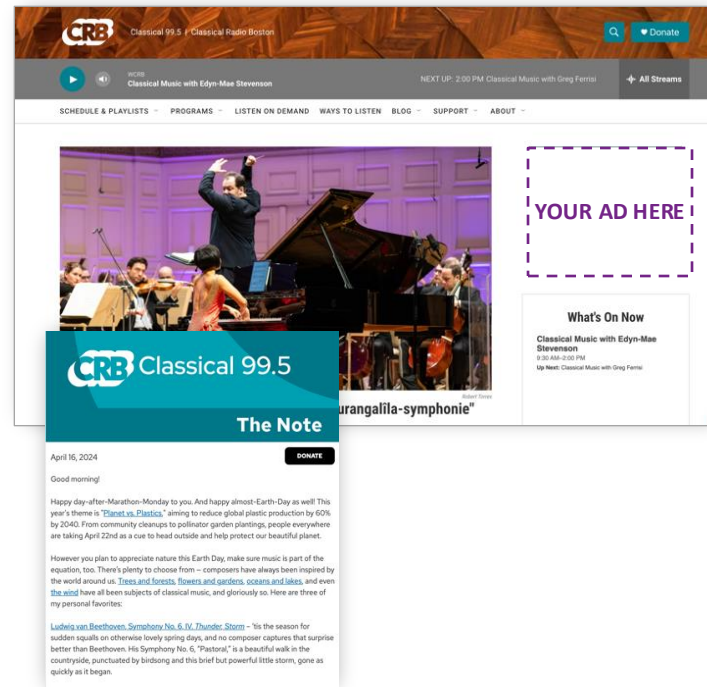 CRB
Classical 99.5 | Classical Radio Boston
Donate
WCRB
Classical Music with Edyn-Mae Stevenson
NEXT UP: 2:00 PM Classical Music with Greg Ferrisi
All Streams
SCHEDULE & PLAYLISTS PROGRAMS LISTEN ON DEMAND WAYS TO LISTEN BLOG SUPPORT ABOUT
YOUR AD HERE
What's On Now
Classical Music with Edyn-Mae
Stevenson
9:30 AM–2:00 PM
Up Next: Classical Music with Greg Ferrisi
Robert Torres
urangalîla-symphonie"
CRB Classical 99.5
The Note
April 16, 2024
DONATE
Good morning!
Happy day-after-Marathon-Monday to you. And happy almost-Earth-Day as well! This
year's theme is "Planet vs. Plastics," aiming to reduce global plastic production by 60%
by 2040. From community cleanups to pollinator garden plantings, people everywhere
are taking April 22nd as a cue to head outside and help protect our beautiful planet.
However you plan to appreciate nature this Earth Day, make sure music is part of the
equation, too. There's plenty to choose from – composers have always been inspired by
the world around us. Trees and forests, flowers and gardens, oceans and lakes, and even
the wind have all been subjects of classical music, and gloriously so. Here are three of
my personal favorites:
Ludwig van Beethoven, Symphony No. 6, IV. Thunder, Storm – 'tis the season for
sudden squalls on otherwise lovely spring days, and no composer captures that surprise
better than Beethoven. His Symphony No. 6, "Pastoral," is a beautiful walk in the
countryside, punctuated by birdsong and this brief but powerful little storm, gone as
quickly as it began.